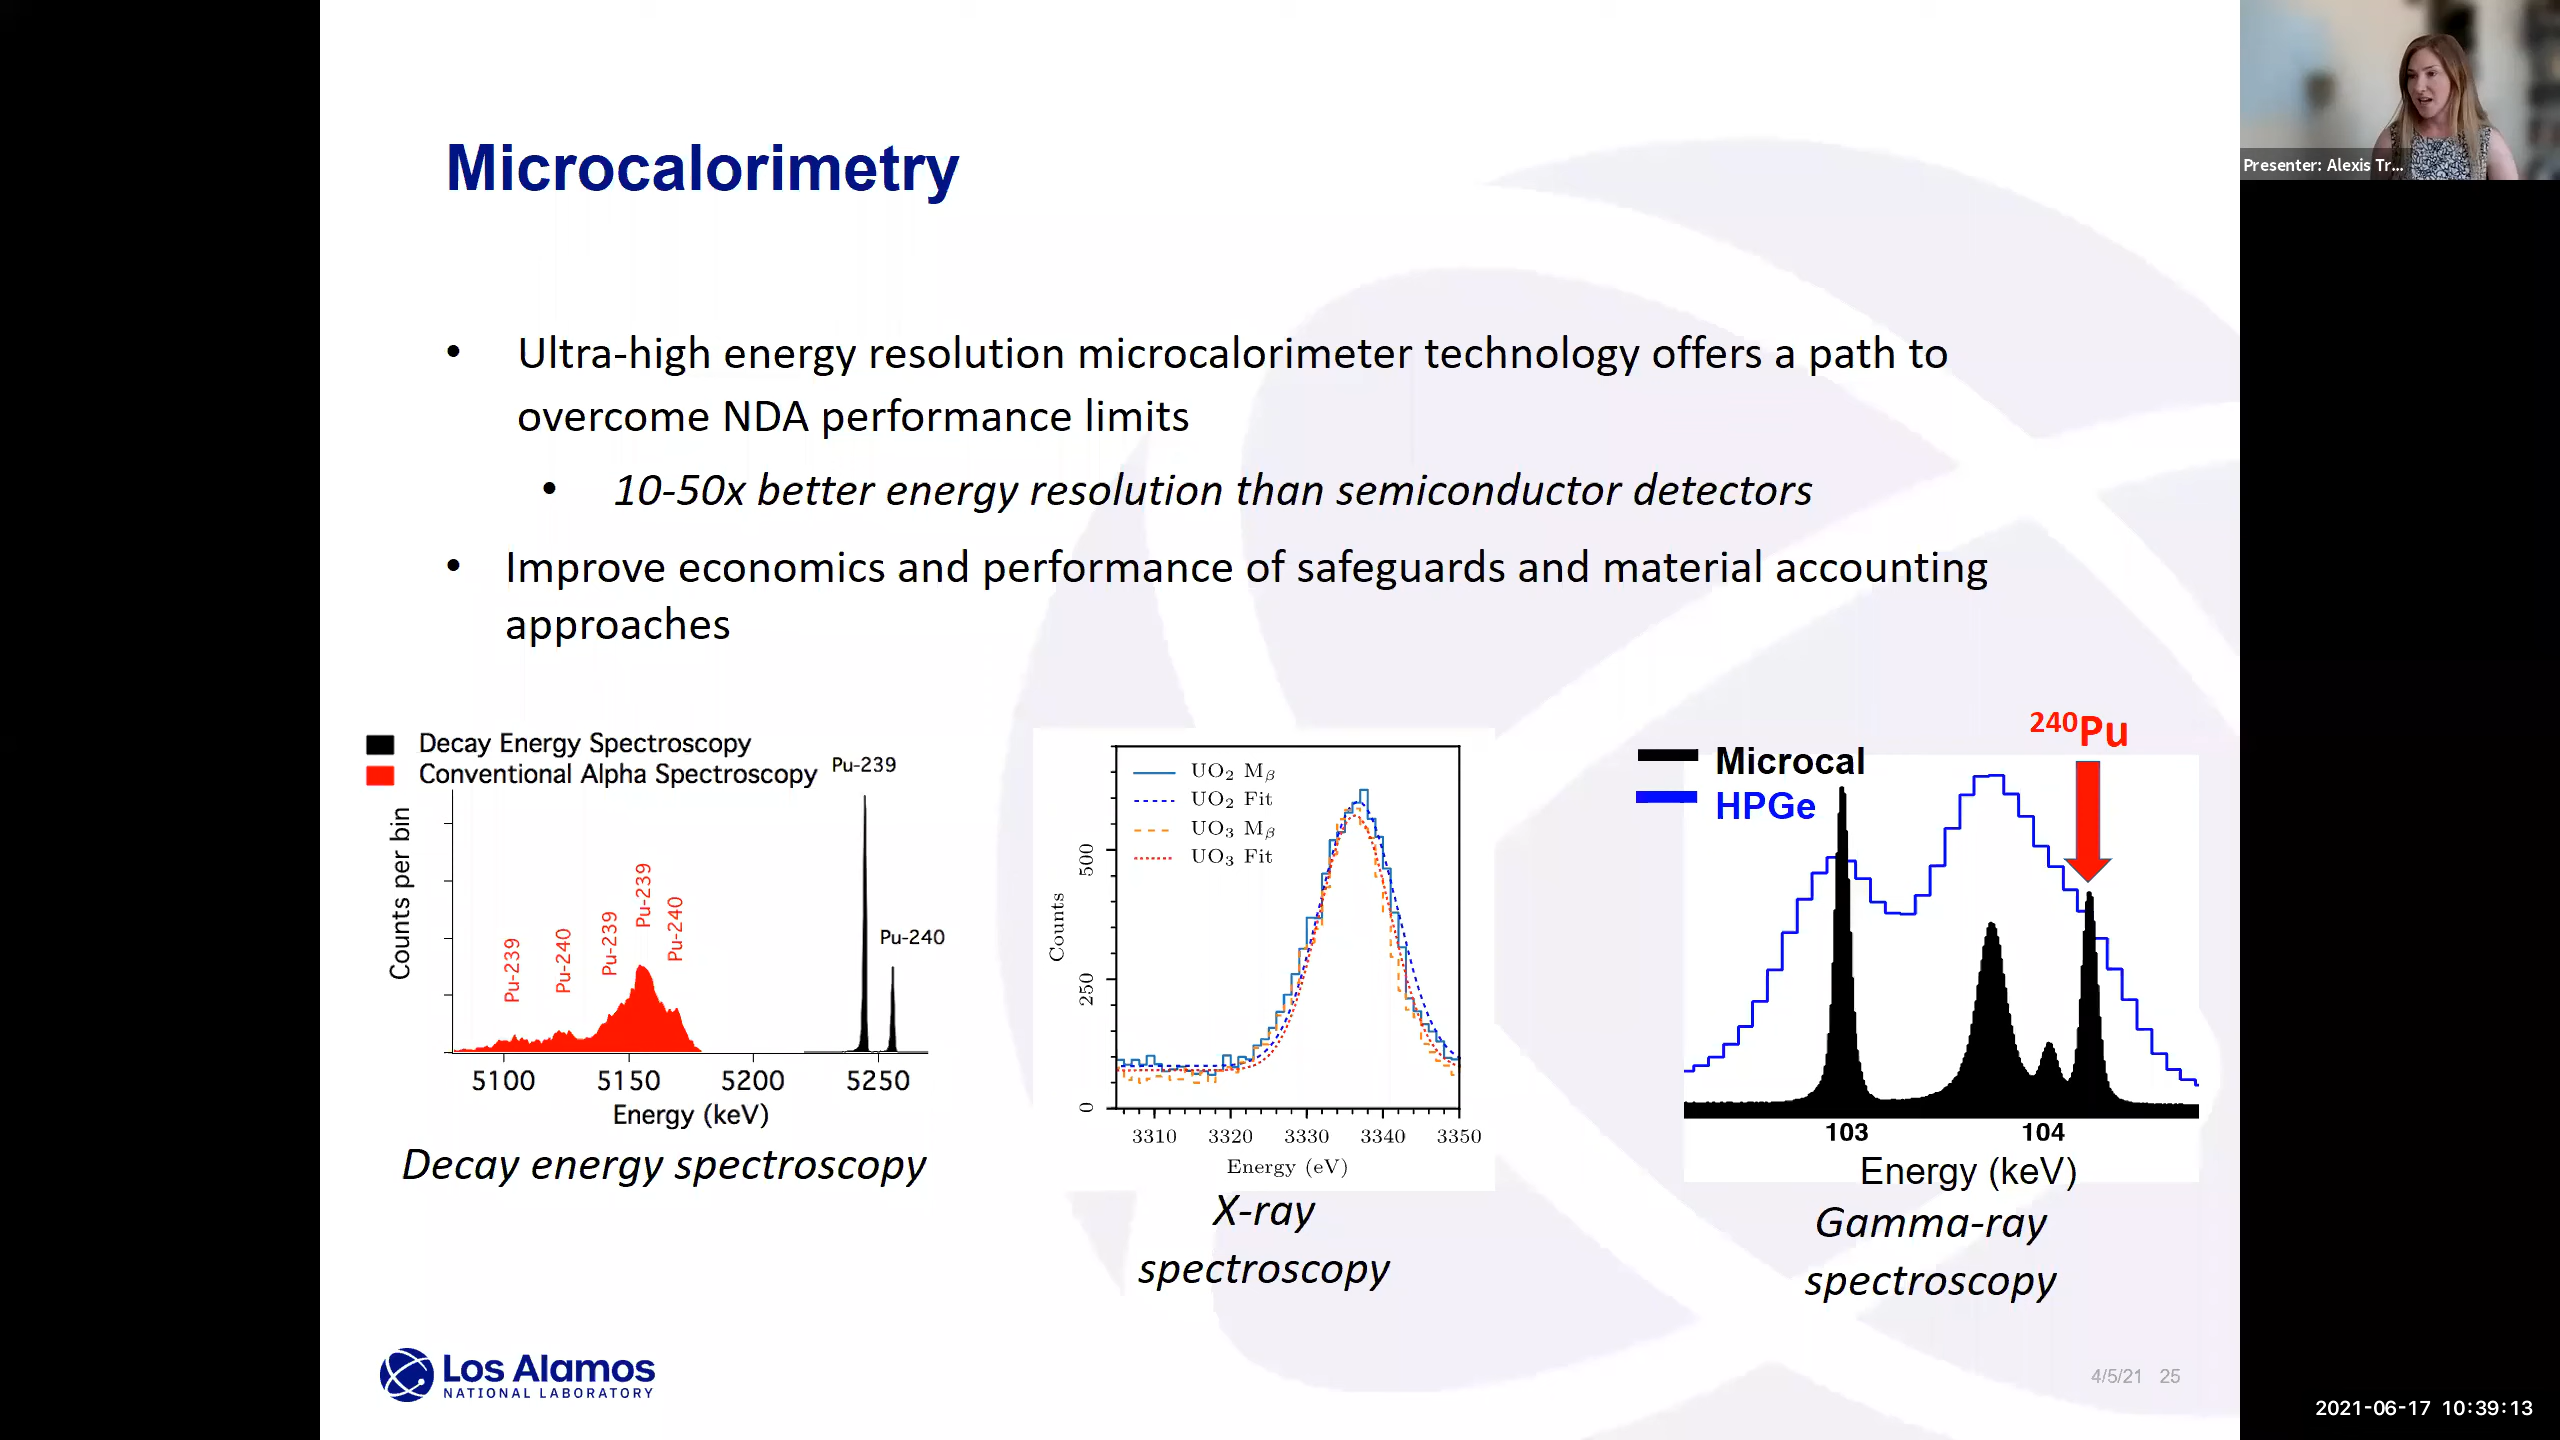 Microcalorimetry
Presenter: Alexis Tr...
• Ultra-high energy resolution microcalorimeter technology offers a path to
overcome NDA performance limits
• 10-50x better energy resolution than semiconductor detectors
• Improve economics and performance of safeguards and material accounting
approaches
Decay Energy Spectroscopy
Conventional Alpha Spectroscopy
Pu-239
Pu-240
Pu-239
Pu-240
Pu-239
Pu-239
Pu-240
Counts per bin
5100 5150 5200 5250
Energy (keV)
Decay energy spectroscopy
UO₂ Mᵦ
UO₂ Fit
UO₃ Mᵦ
UO₃ Fit
Counts
500
250
0
3310 3320 3330 3340 3350
Energy (eV)
X-ray
spectroscopy
²⁴⁰Pu
Microcal
HPGe
103 104
Energy (keV)
Gamma-ray
spectroscopy
Los Alamos
NATIONAL LABORATORY
4/5/21 25
2021-06-17 10:39:13